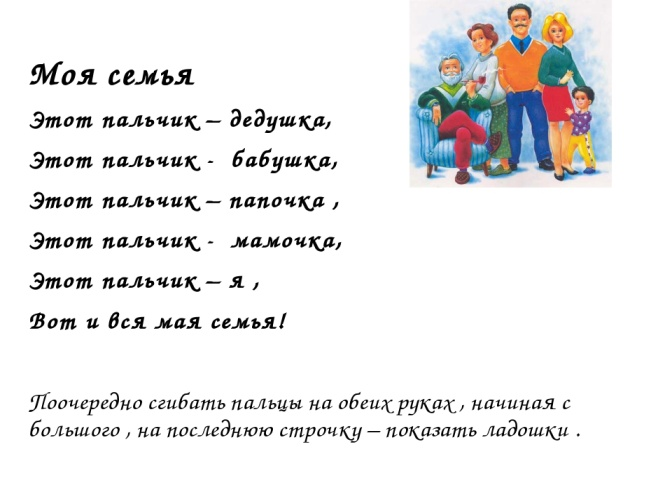 Моя семья
Этот пальчик – дедушка,
Этот пальчик - бабушка,
Этот пальчик – папочка ,
Этот пальчик - мамочка,
Этот пальчик – я ,
Вот и вся мая семья!
Поочередно сгибать пальцы на обеих руках , начиная с
большого , на последнюю строчку – показать ладошки .